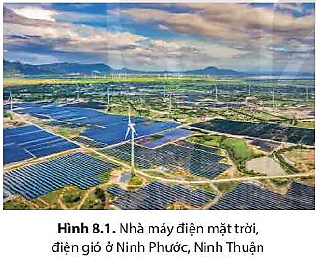 Hình 8.1. Nhà máy điện mặt trời,
điện gió ở Ninh Phước, Ninh Thuận